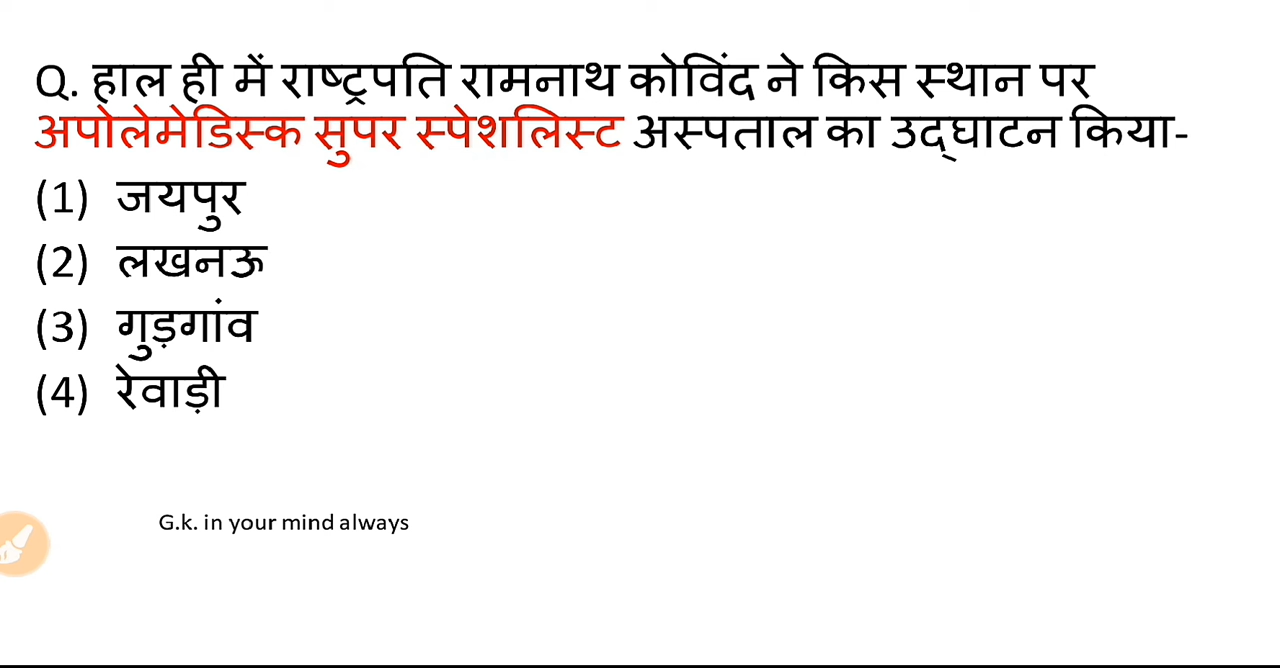 Q. हाल ही में राष्ट्रपति रामनाथ कोविंद ने किस स्थान पर
अपोलेमेडिस्क सुपर स्पेशलिस्ट अस्पताल का उद्घाटन किया-
(1) जयपुर
(2) लखनऊ
(3) गुड़गांव
(4) रेवाड़ी
G.k. in your mind always